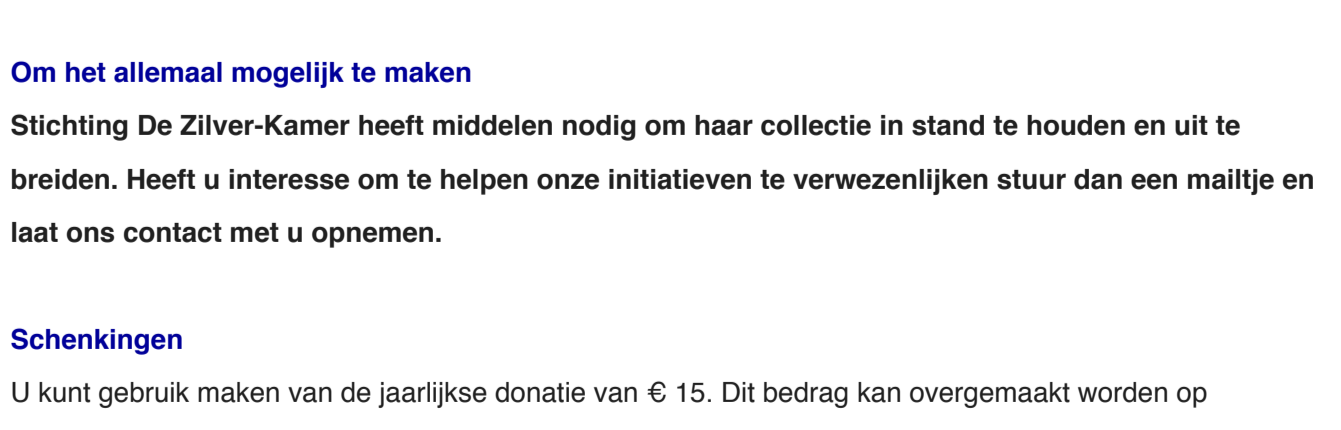 Om het allemaal mogelijk te maken
Stichting De Zilver-Kamer heeft middelen nodig om haar collectie in stand te houden en uit te
breiden. Heeft u interesse om te helpen onze initiatieven te verwezenlijken stuur dan een mailtje en
laat ons contact met u opnemen.
Schenkingen
U kunt gebruik maken van de jaarlijkse donatie van € 15. Dit bedrag kan overgemaakt worden op